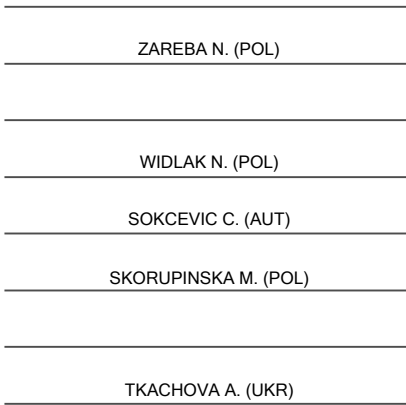 ZAREBA N. (POL)
WIDLAK N. (POL)
SOKCEVIC C. (AUT)
SKORUPINSKA M. (POL)
TKACHOVA A. (UKR)